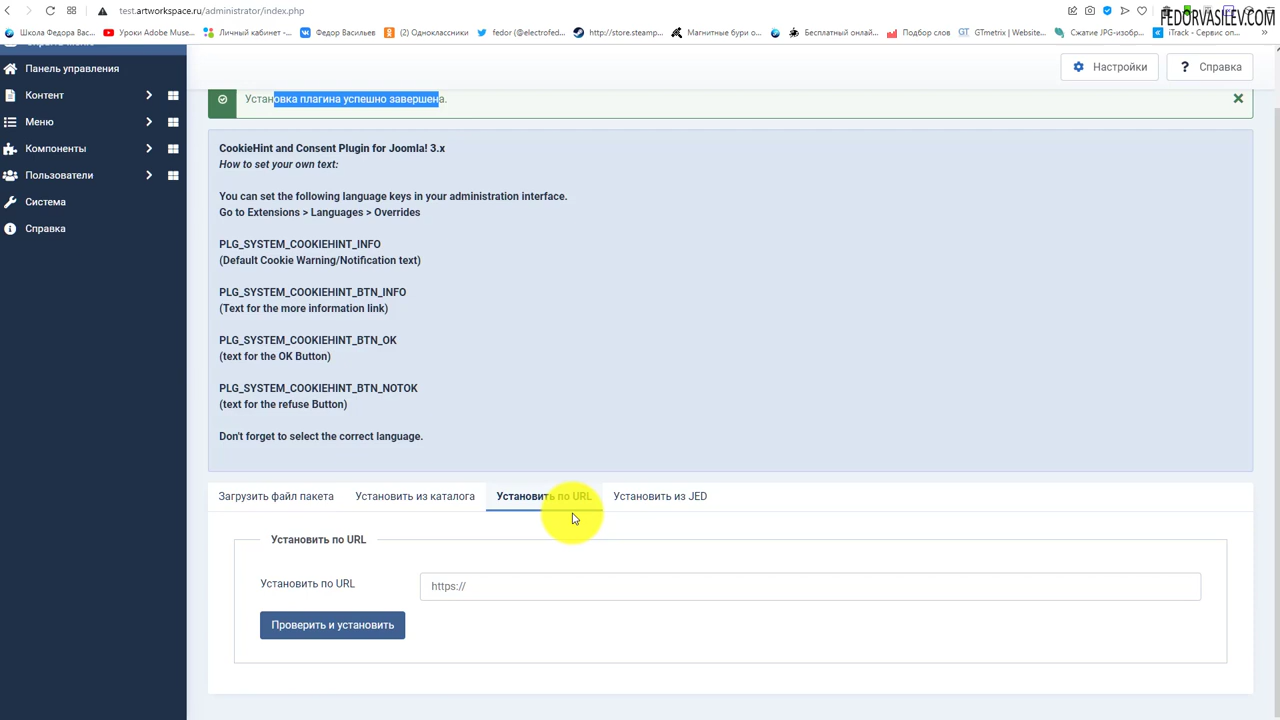 test.artworkspace.ru/administrator/index.php
FEDORVASILEV.COM
Школа Федора Вас...
Уроки Adobe Muse...
Личный кабинет -...
Федор Васильев
(2) Одноклассники
fedor (@electrofed...
http://store.steamp...
Магнитные бури о...
Бесплатный онлай...
Подбор слов
GTmetrix | Website...
Сжатие JPG-изобр...
iTrack - Сервис оп...
Панель управления
Контент
Меню
Компоненты
Пользователи
Система
Справка
Настройки
? Справка
Установка плагина успешно завершена.
CookieHint and Consent Plugin for Joomla! 3.x
How to set your own text:
You can set the following language keys in your administration interface.
Go to Extensions > Languages > Overrides
PLG_SYSTEM_COOKIEHINT_INFO
(Default Cookie Warning/Notification text)
PLG_SYSTEM_COOKIEHINT_BTN_INFO
(Text for the more information link)
PLG_SYSTEM_COOKIEHINT_BTN_OK
(text for the OK Button)
PLG_SYSTEM_COOKIEHINT_BTN_NOTOK
(text for the refuse Button)
Don't forget to select the correct language.
Загрузить файл пакета
Установить из каталога
Установить по URL
Установить из JED
Установить по URL
Установить по URL
https://
Проверить и установить